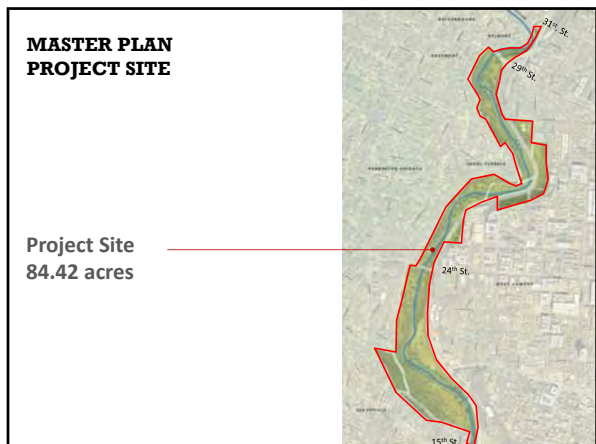 MASTER PLAN
PROJECT SITE
31st. St.
29th St.
Project Site
84.42 acres
24th St.
15th St.